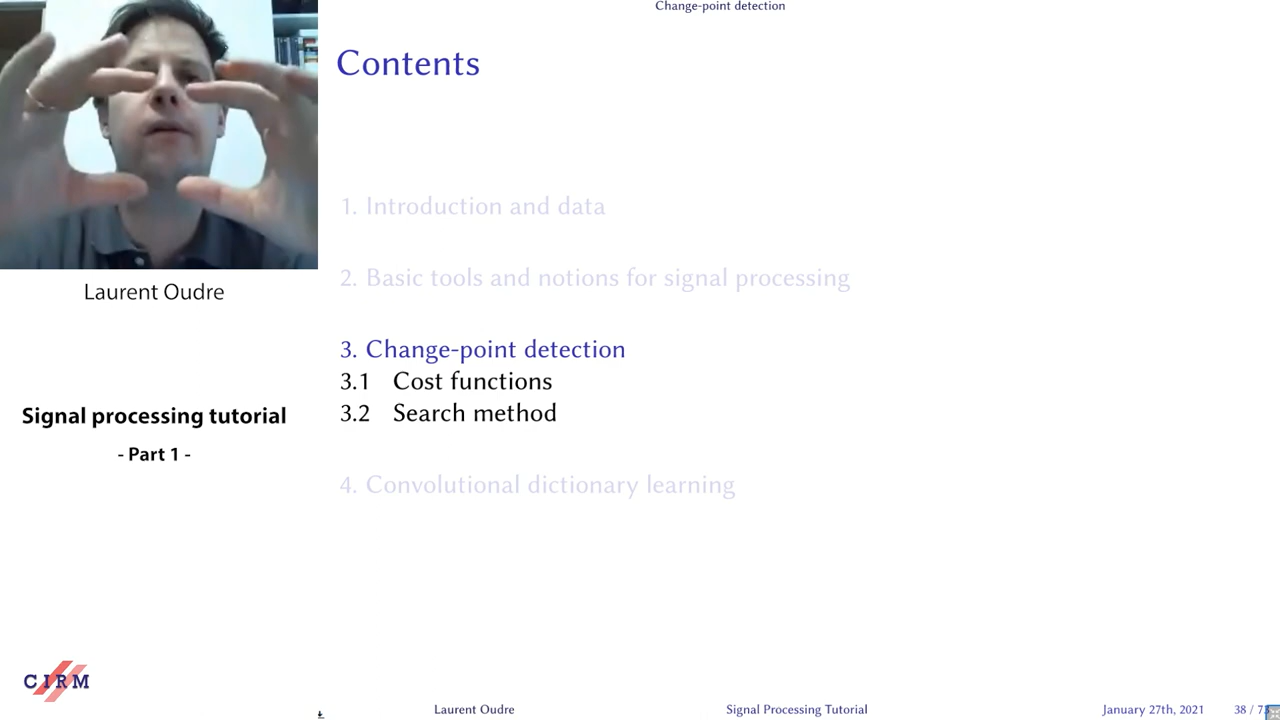 Change-point detection
Contents
1. Introduction and data
2. Basic tools and notions for signal processing
3. Change-point detection
3.1 Cost functions
3.2 Search method
4. Convolutional dictionary learning
Laurent Oudre
Signal processing tutorial
- Part 1 -
CIRM
Laurent Oudre Signal Processing Tutorial January 27th, 2021 38 /